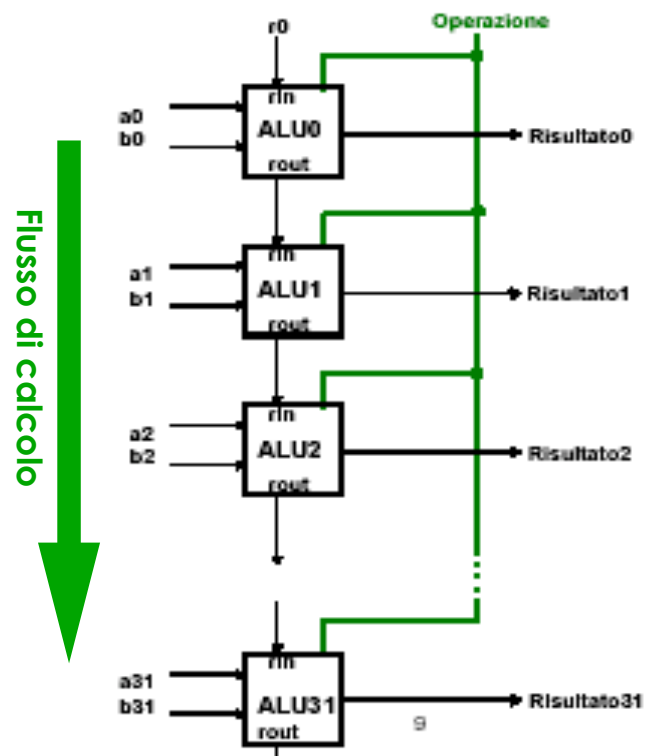 r0
Operazione
rin
a0
ALU0
b0
Risultato0
rout
Flusso di calcolo
rin
a1
ALU1
b1
Risultato1
rout
rin
a2
ALU2
b2
Risultato2
rout
rin
a31
ALU31
b31
Risultato31
rout
9